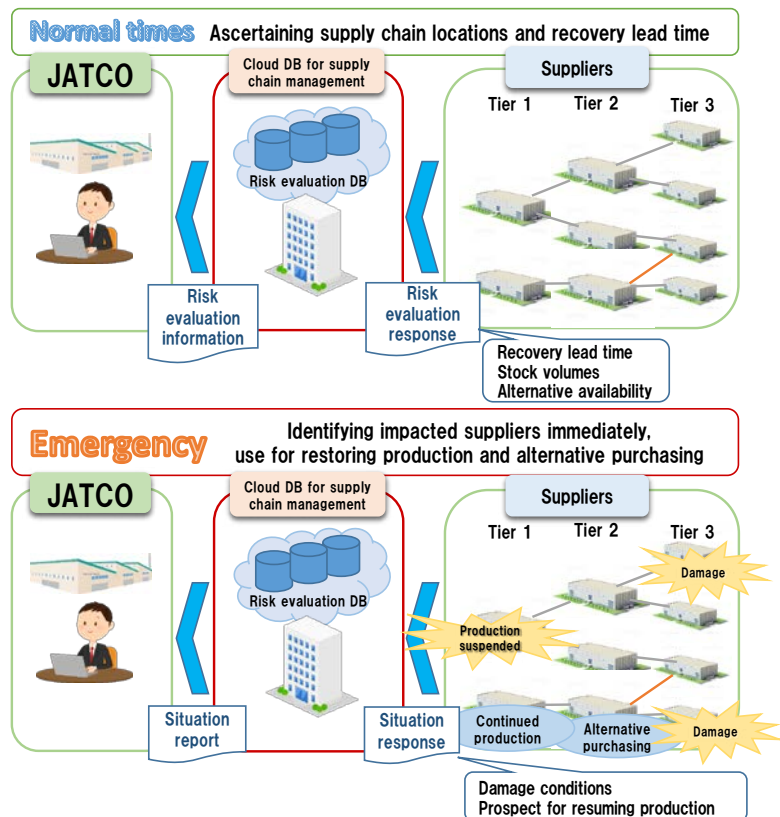 Normal times Ascertaining supply chain locations and recovery lead time
JATCO
Cloud DB for supply
chain management
Suppliers
Tier 1 Tier 2 Tier 3
Risk evaluation DB
Risk
evaluation
information
Risk
evaluation
response
Recovery lead time
Stock volumes
Alternative availability
Emergency
Identifying impacted suppliers immediately,
use for restoring production and alternative purchasing
JATCO
Cloud DB for supply
chain management
Suppliers
Tier 1 Tier 2 Tier 3
Risk evaluation DB
Damage
Production
suspended
Situation
report
Situation
response
Continued
production
Alternative
purchasing
Damage
Damage conditions
Prospect for resuming production